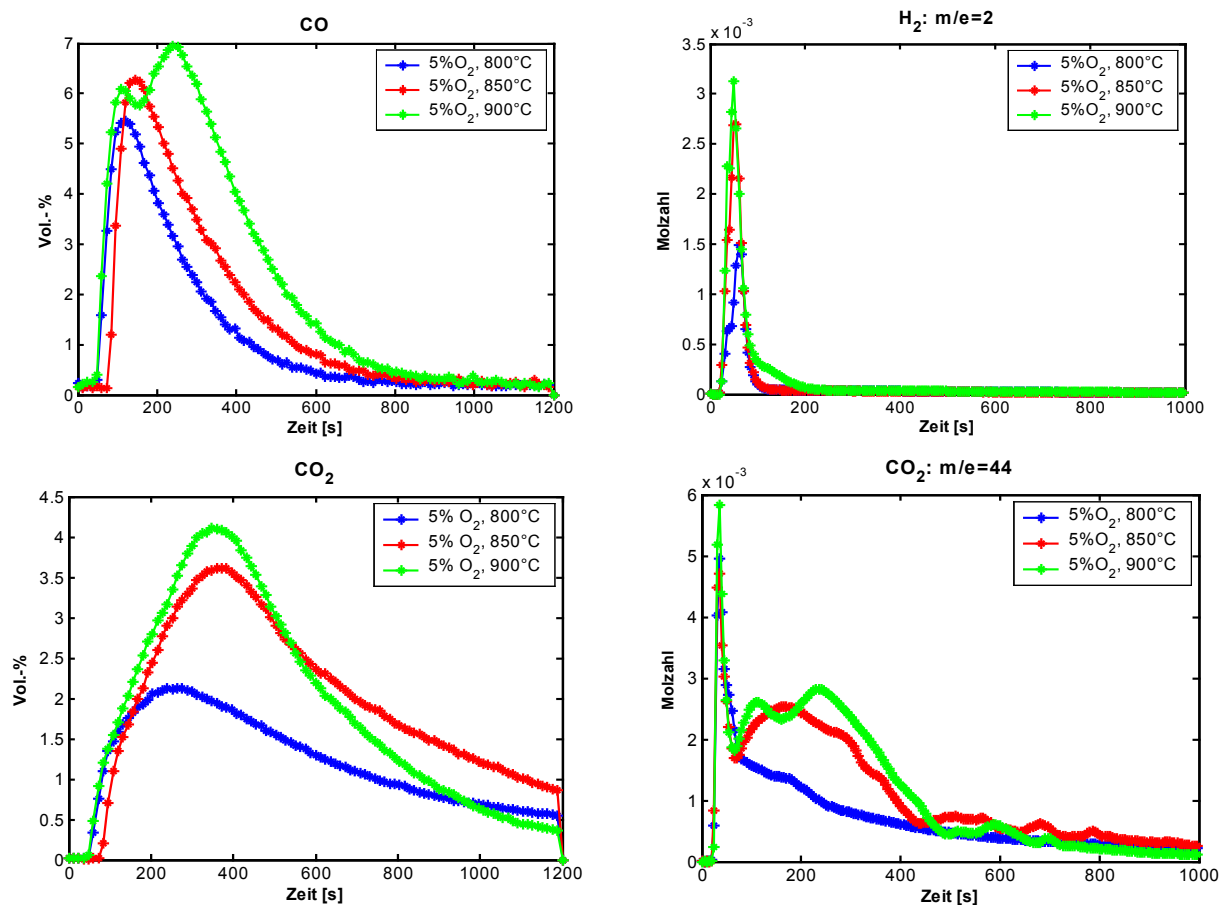 CO
7
6
5
4
3
2
1
0
Vol.- %
0 200 400 600 800 1000 1200
Zeit [s]
5%O2, 800°C
5%O2, 850°C
5%O2, 900°C
H2: m/e=2
x 10-3
3.5
3
2.5
2
1.5
1
0.5
0
Molzahl
0 200 400 600 800 1000
Zeit [s]
5%O2, 800°C
5%O2, 850°C
5%O2, 900°C
CO2
4.5
4
3.5
3
2.5
2
1.5
1
0.5
0
Vol.-%
0 200 400 600 800 1000 1200
Zeit [s]
5% O2, 800°C
5% O2, 850°C
5% O2, 900°C
CO2: m/e=44
x 10-3
6
5
4
3
2
1
0
Molzahl
0 200 400 600 800 1000
Zeit [s]
5%O2, 800°C
5%O2, 850°C
5%O2, 900°C